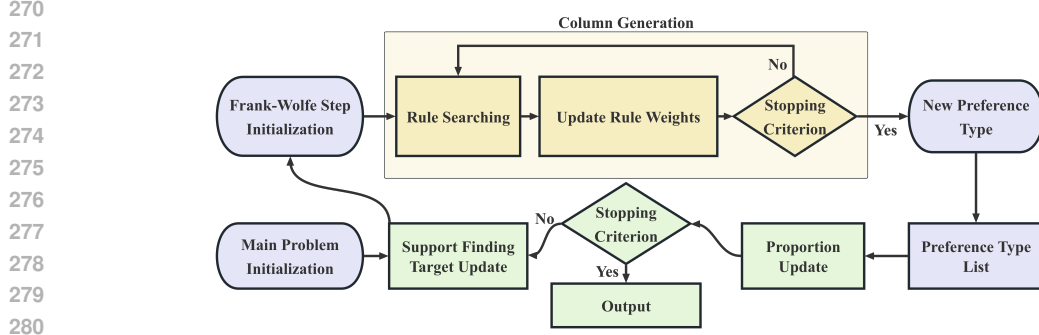 270
271
272
273
274
275
276
277
278
279
280
Column Generation
No
Frank-Wolfe Step
Initialization
Rule Searching
Update Rule Weights
Stopping
Criterion
Yes
New Preference
Type
Main Problem
Initialization
Support Finding
Target Update
No
Stopping
Criterion
Yes
Output
Proportion
Update
Preference Type
List